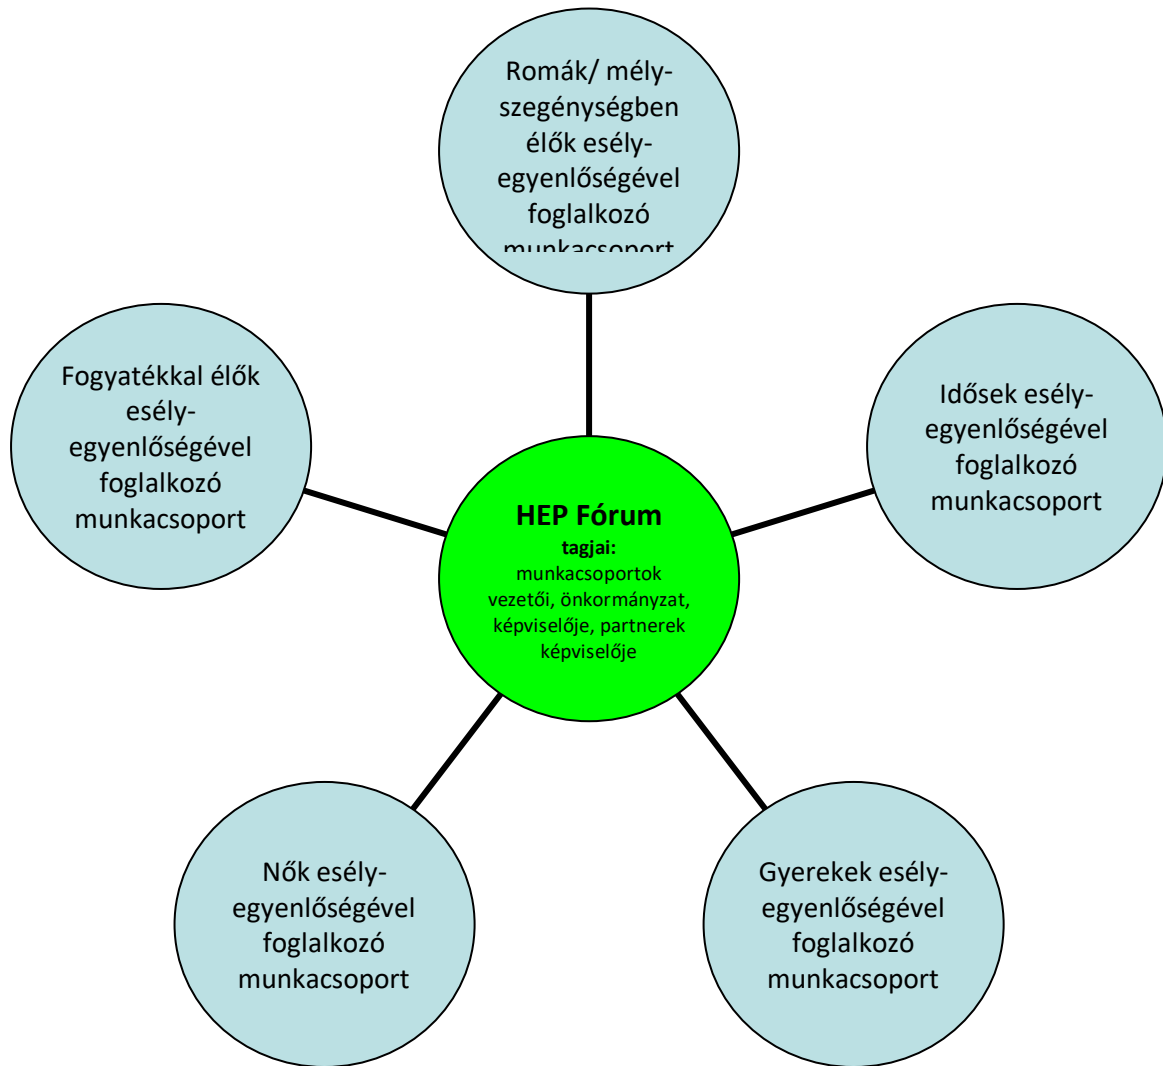 Romák/ mély-
szegénységben
élők esély-
egyenlőségével
foglalkozó
munkacsoport
Fogyatékkal élők
esély-
egyenlőségével
foglalkozó
munkacsoport
Idősek esély-
egyenlőségével
foglalkozó
munkacsoport
HEP Fórum
tagjai:
munkacsoportok
vezetői, önkormányzat,
képviselője, partnerek
képviselője
Nők esély-
egyenlőségével
foglalkozó
munkacsoport
Gyerekek esély-
egyenlőségével
foglalkozó
munkacsoport